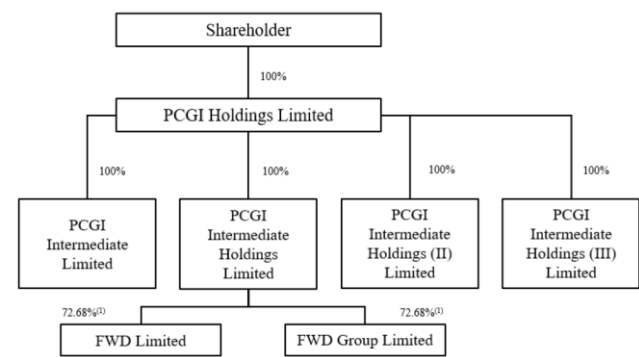 Shareholder
100%
PCGI Holdings Limited
100%
100%
100%
100%
PCGI
Intermediate
Limited
PCGI
Intermediate
Holdings
Limited
PCGI
Intermediate
Holdings (II)
Limited
PCGI
Intermediate
Holdings (III)
Limited
72.68%(1)
72.68%(1)
FWD Limited
FWD Group Limited